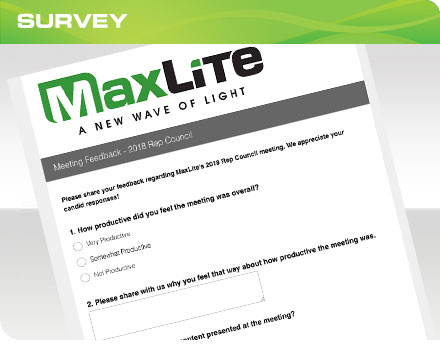 SURVEY
MaxLite
A NEW WAVE OF LIGHT
Meeting Feedback - 2018 Rep Council
Please share your feedback regarding MaxLite's 2018 Rep Council meeting. We appreciate your
candid responses!
1. How productive did you feel the meeting was overall?
Very Productive
Somewhat Productive
Not Productive
2. Please share with us why you feel that way about how productive the meeting was.
content presented at the meeting?